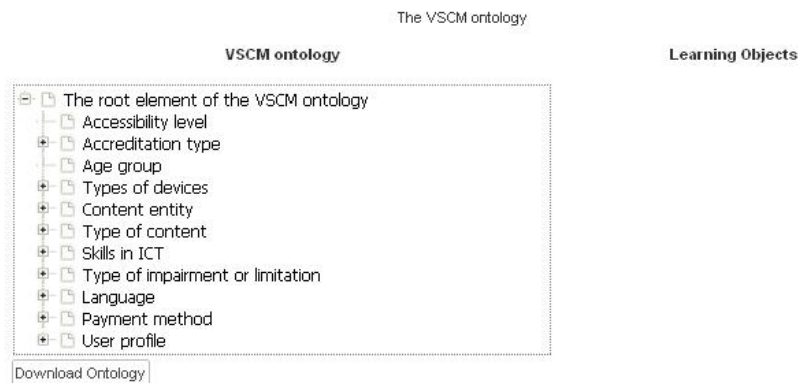 The VSCM ontology
VSCM ontology
Learning Objects
The root element of the VSCM ontology
Accessibility level
Accreditation type
Age group
Types of devices
Content entity
Type of content
Skills in ICT
Type of impairment or limitation
Language
Payment method
User profile
Download Ontology